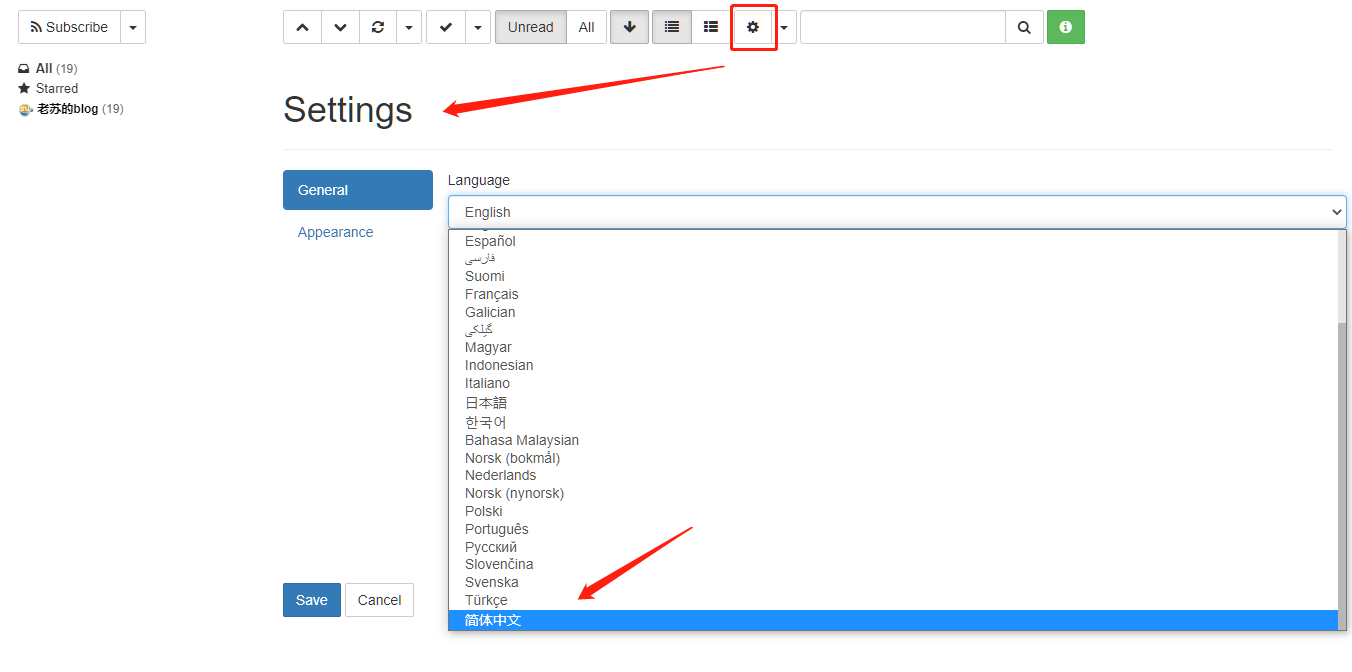 Subscribe
Unread All
All (19)
Starred
老苏的blog (19)
Settings
General
Appearance
Language
English
Español
فارسی
Suomi
Français
Galician
گیلکی
Magyar
Indonesian
Italiano
日本語
한국어
Bahasa Malaysian
Norsk (bokmål)
Nederlands
Norsk (nynorsk)
Polski
Português
Русский
Slovenčina
Svenska
Türkçe
简体中文
Save Cancel